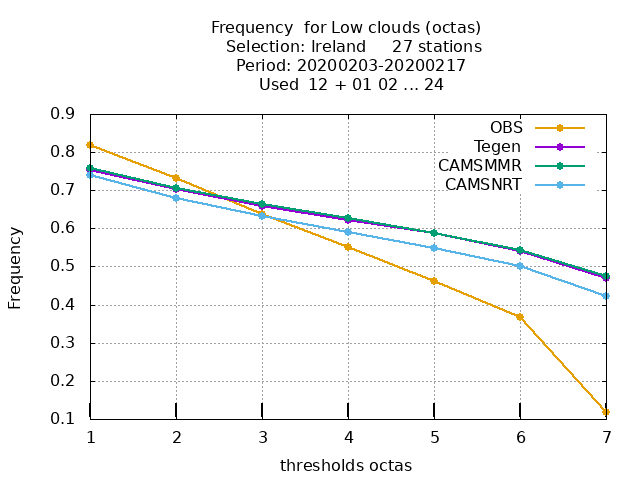 Frequency  for Low clouds (octas)
Selection: Ireland     27 stations
Period: 20200203-20200217
Used  12 + 01 02 ... 24
OBS
Tegen
CAMSMMR
CAMSNRT
0.9
0.8
0.7
0.6
0.5
0.4
0.3
0.2
0.1
Frequency
1 2 3 4 5 6 7
thresholds octas